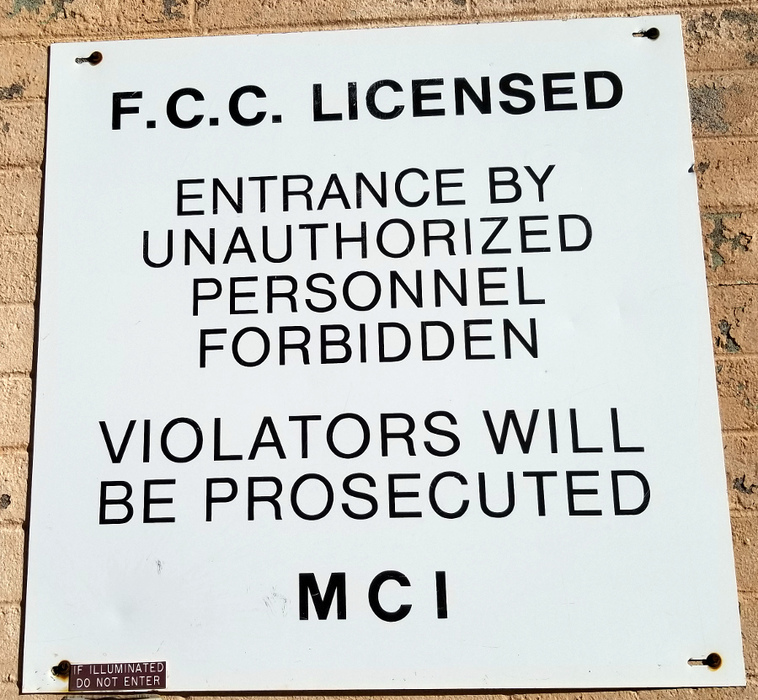 F.C.C. LICENSED
ENTRANCE BY
UNAUTHORIZED
PERSONNEL
FORBIDDEN
VIOLATORS WILL
BE PROSECUTED
MCI
IF ILLUMINATED
DO NOT ENTER